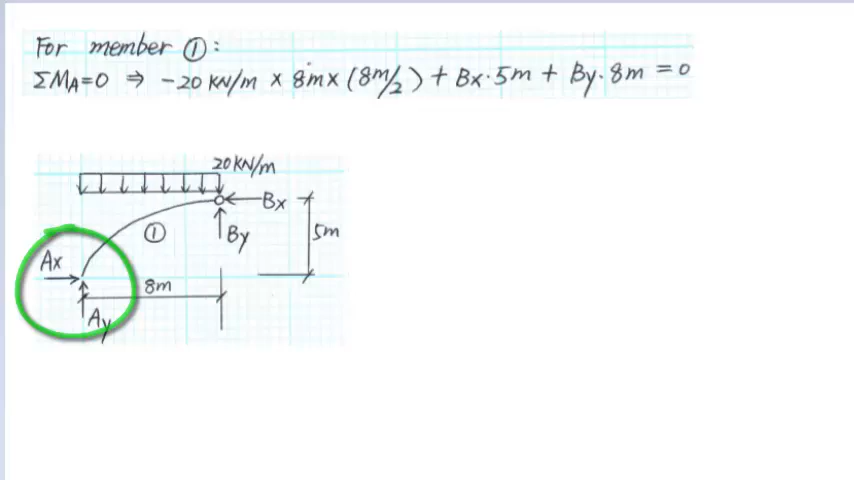 For member ①:
ΣMA=0 ⇒ -20 KN/m × 8m × (8m/2) + Bx·5m + By·8m = 0
20KN/m
Bx
①
By
5m
Ax
8m
Ay